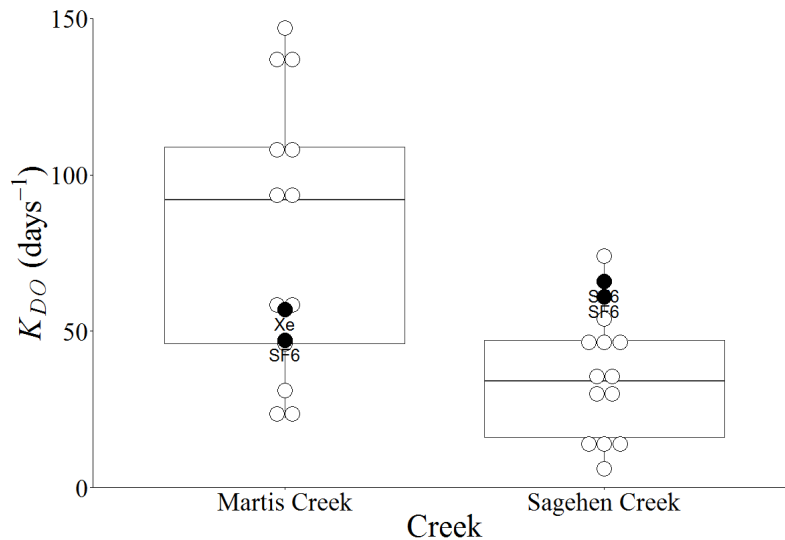 150
100
50
0
K_DO (days⁻¹)
Xe
SF6
SF6
SF6
Martis Creek
Sagehen Creek
Creek